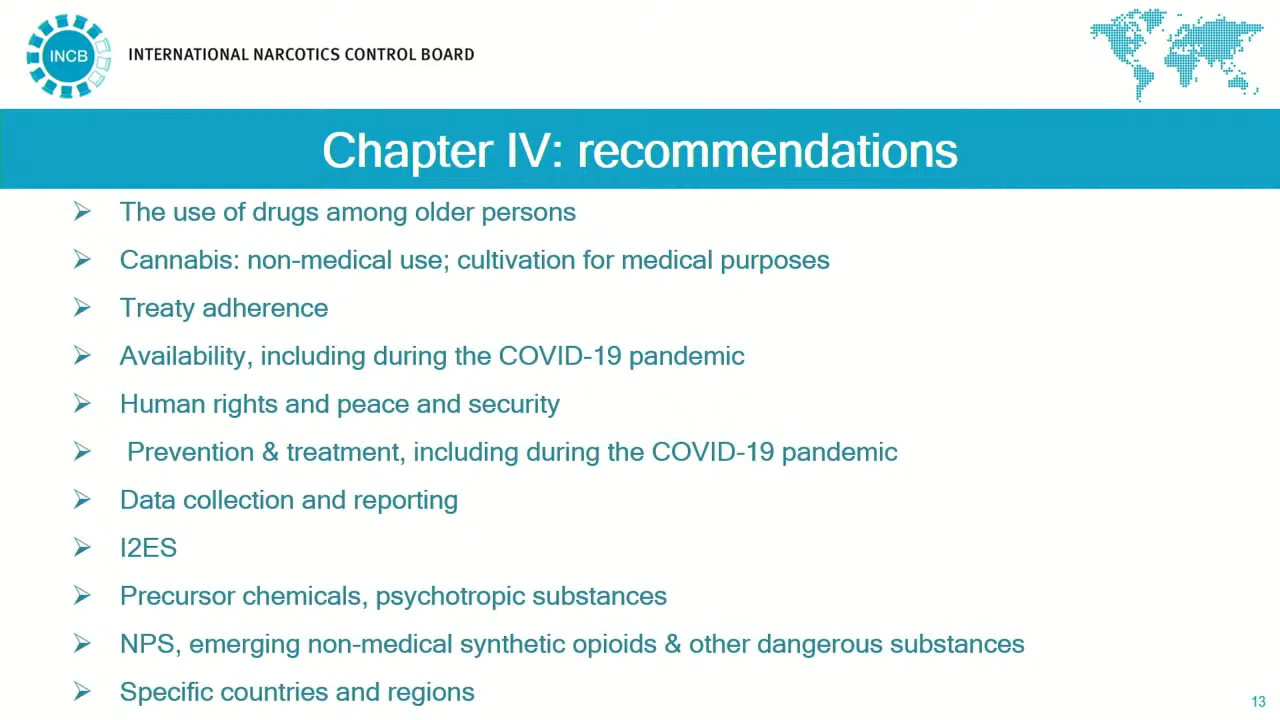 INCB
INTERNATIONAL NARCOTICS CONTROL BOARD
Chapter IV: recommendations
The use of drugs among older persons
Cannabis: non-medical use; cultivation for medical purposes
Treaty adherence
Availability, including during the COVID-19 pandemic
Human rights and peace and security
Prevention & treatment, including during the COVID-19 pandemic
Data collection and reporting
I2ES
Precursor chemicals, psychotropic substances
NPS, emerging non-medical synthetic opioids & other dangerous substances
Specific countries and regions
13